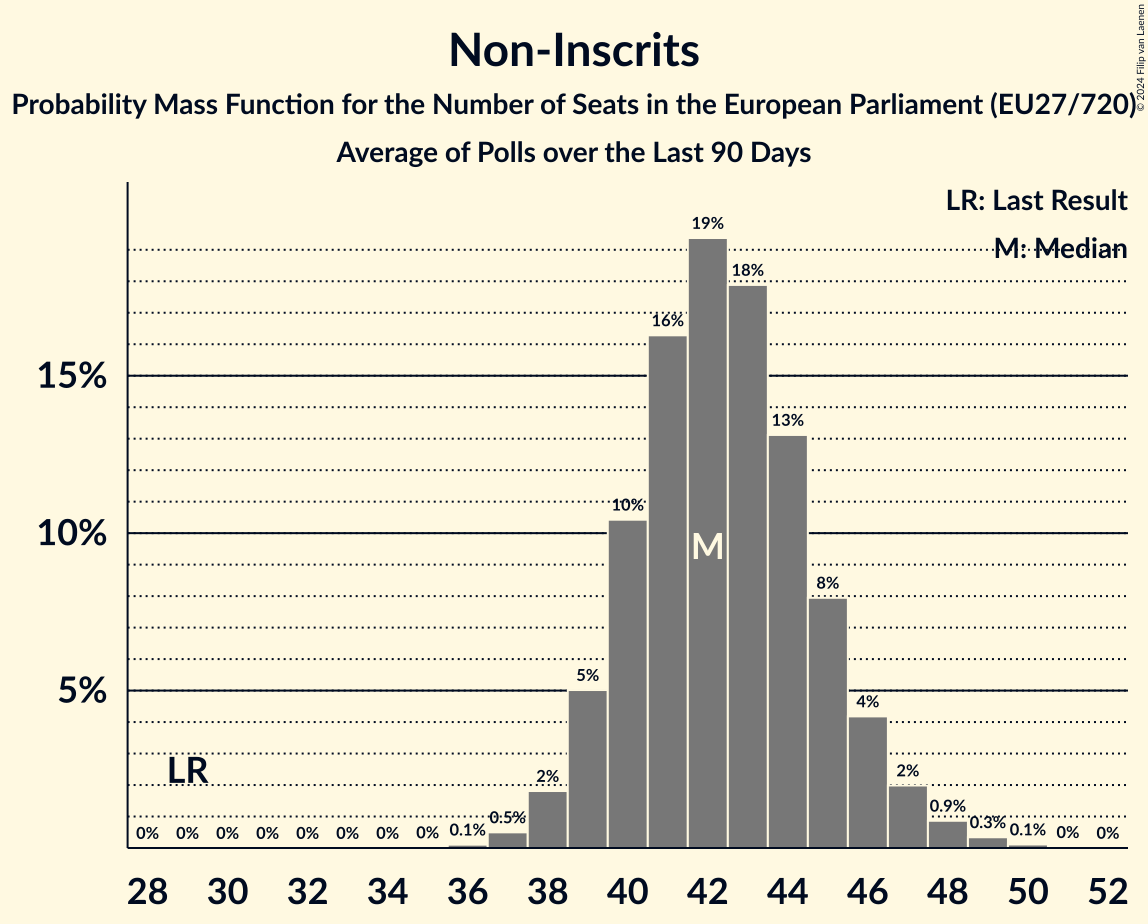 Non-Inscrits
Probability Mass Function for the Number of Seats in the European Parliament (EU27/720)
Average of Polls over the Last 90 Days
© 2024 Filip van Laenen
LR: Last Result
M: Median
15%
10%
5%
0% 0% 0% 0% 0% 0% 0% 0% 0.1% 0.5% 2% 5% 10% 16% 19% 18% 13% 8% 4% 2% 0.9% 0.3% 0.1% 0% 0%
LR
M
28 30 32 34 36 38 40 42 44 46 48 50 52